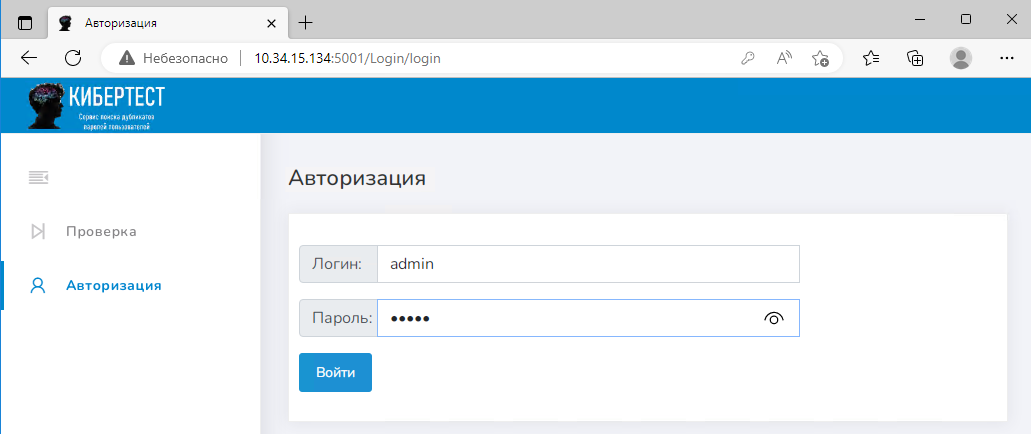 Авторизация
Небезопасно
10.34.15.134:5001/Login/login
КИБЕРТЕСТ
Сервис поиска дубликатов
паролей пользователей
Авторизация
Проверка
Авторизация
Логин: admin
Пароль: •••••
Войти